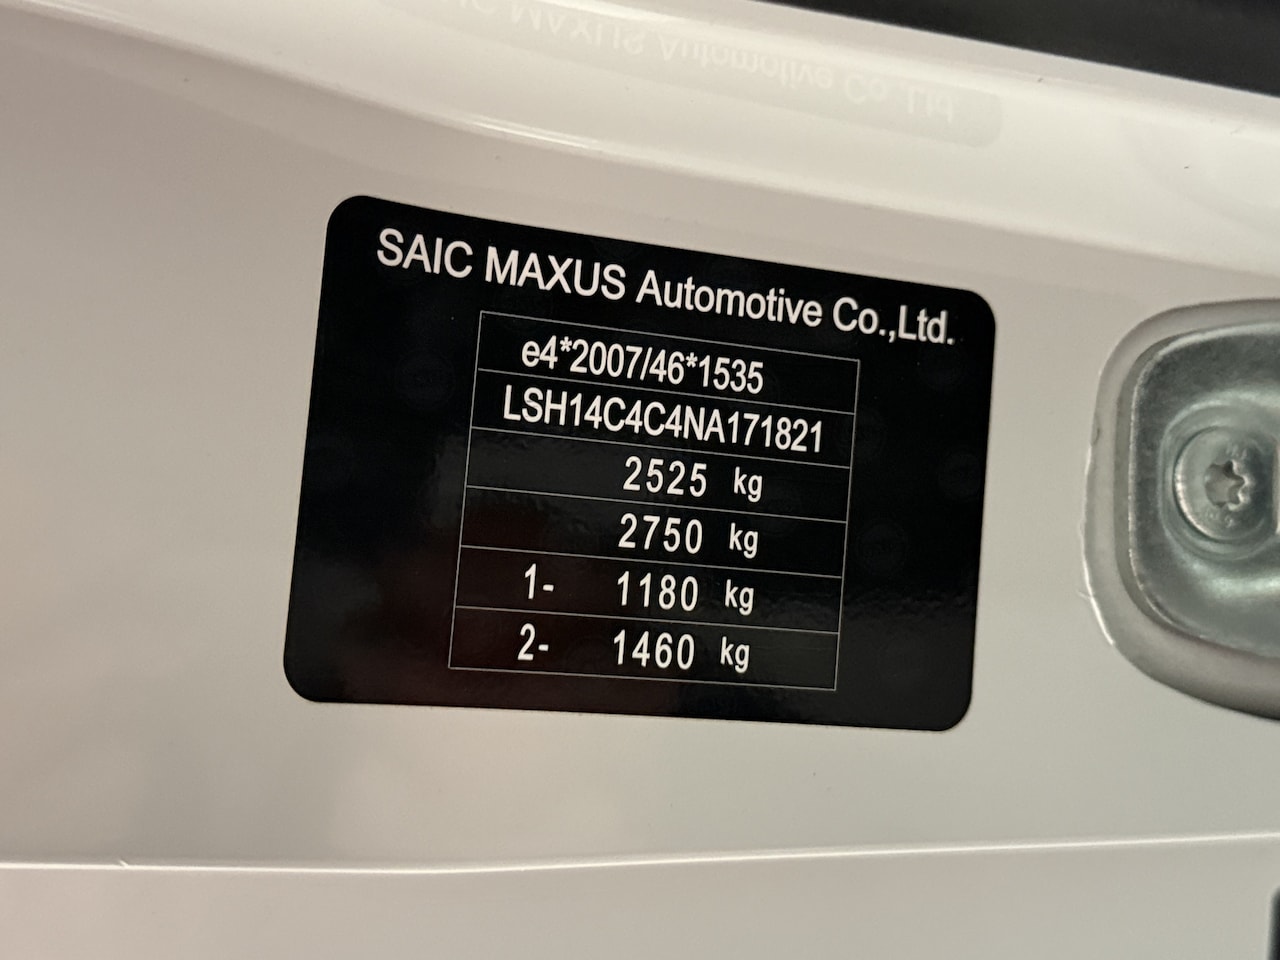 SAIC MAXUS Automotive Co.,Ltd.
e4*2007/46*1535
LSH14C4C4NA171821
2525 kg
2750 kg
1- 1180 kg
2- 1460 kg